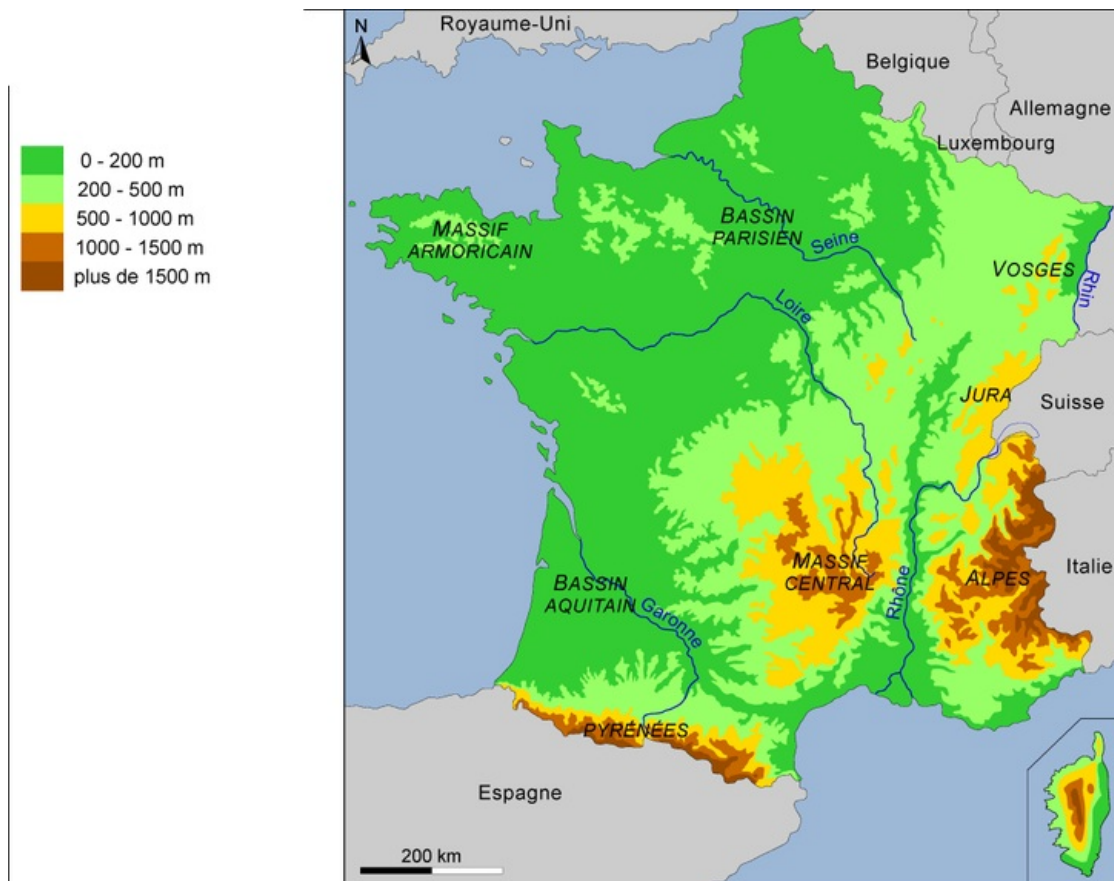 N
Royaume-Uni
Belgique
Allemagne
Luxembourg
0 - 200 m
200 - 500 m
500 - 1000 m
1000 - 1500 m
plus de 1500 m
MASSIF
ARMORICAIN
BASSIN
PARISIEN
Seine
VOSGES
Rhin
Loire
JURA
Suisse
MASSIF
CENTRAL
Rhône
ALPES
Italie
BASSIN
AQUITAIN
Garonne
PYRÉNÉES
Espagne
200 km